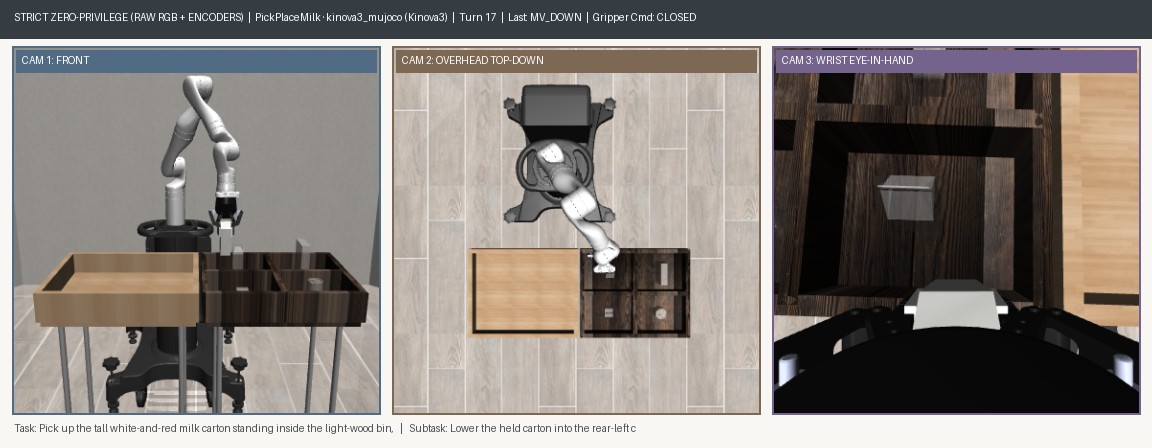 STRICT ZERO-PRIVILEGE (RAW RGB + ENCODERS) | PickPlaceMilk · kinova3_mujoco (Kinova3) | Turn 17 | Last: MV_DOWN | Gripper Cmd: CLOSED
CAM 1: FRONT
CAM 2: OVERHEAD TOP-DOWN
CAM 3: WRIST EYE-IN-HAND
Task: Pick up the tall white-and-red milk carton standing inside the light-wood bin, | Subtask: Lower the held carton into the rear-left c